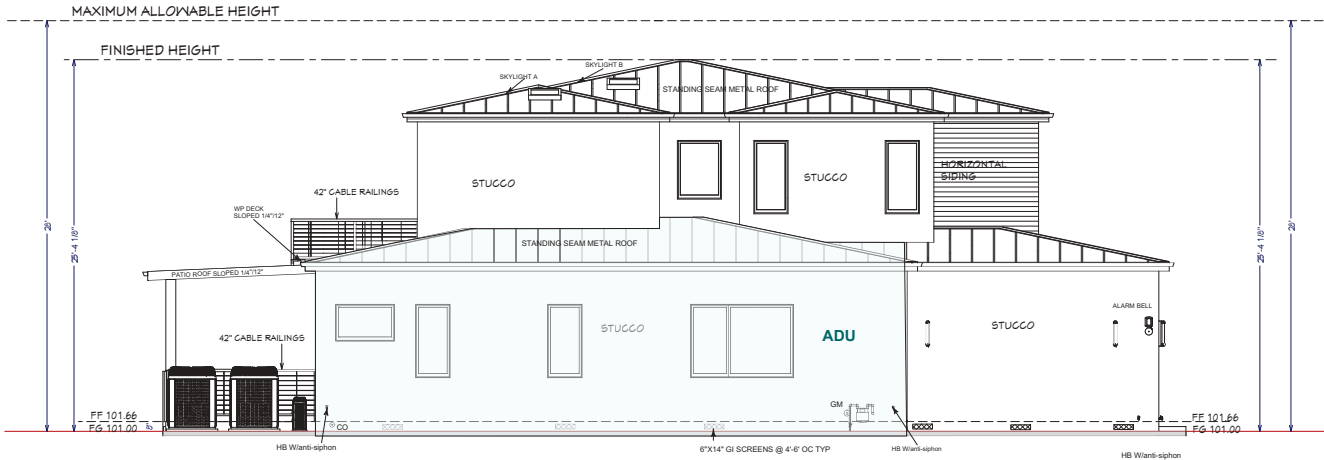 MAXIMUM ALLOWABLE HEIGHT
FINISHED HEIGHT
SKYLIGHT A
SKYLIGHT B
STANDING SEAM METAL ROOF
STUCCO
STUCCO
HORIZONTAL
SIDING
42" CABLE RAILINGS
WP DECK
SLOPED 1/4"/12"
STANDING SEAM METAL ROOF
28'
25'-4 1/8"
25'-4 1/8"
28'
PATIO ROOF SLOPED 1/4"/12"
ALARM BELL
STUCCO
ADU
STUCCO
42" CABLE RAILINGS
GM
FF 101.66
FG 101.00
8"
CO
FF 101.66
FG 101.00
HB W/anti-siphon
6"X14" GI SCREENS @ 4'-6' OC TYP
HB W/anti-siphon
HB W/anti-siphon